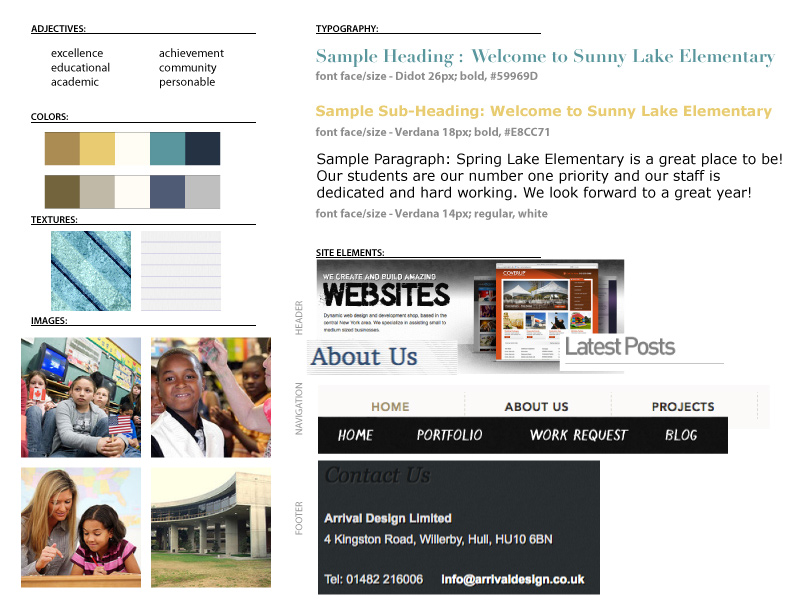 ADJECTIVES:
excellence
educational
academic
achievement
community
personable
COLORS:
TEXTURES:
IMAGES:
TYPOGRAPHY:
Sample Heading : Welcome to Sunny Lake Elementary
font face/size - Didot 26px; bold, #59969D
Sample Sub-Heading: Welcome to Sunny Lake Elementary
font face/size - Verdana 18px; bold, #E8CC71
Sample Paragraph: Spring Lake Elementary is a great place to be!
Our students are our number one priority and our staff is
dedicated and hard working. We look forward to a great year!
font face/size - Verdana 14px; regular, white
SITE ELEMENTS:
HEADER
WE CREATE AND BUILD AMAZING
WEBSITES
Dynamic web design and development shop, based in the
central New York area. We specialize in assisting small to
medium sized businesses.
COVERUP
About Us
Latest Posts
NAVIGATION
HOME
ABOUT US
PROJECTS
HOME
PORTFOLIO
WORK REQUEST
BLOG
FOOTER
Contact Us
Arrival Design Limited
4 Kingston Road, Willerby, Hull, HU10 6BN
Tel: 01482 216006
info@arrivaldesign.co.uk